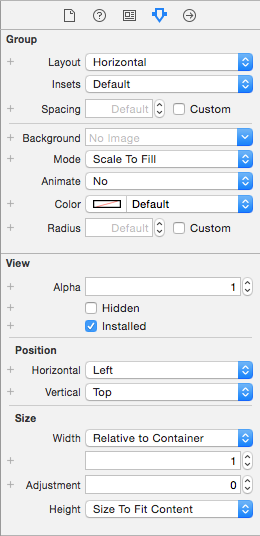 Group
+ Layout Horizontal
+ Insets Default
+ Spacing Default Custom
+ Background No Image
+ Mode Scale To Fill
Animate No
+ Color Default
+ Radius Default Custom
View
+ Alpha 1
+ Hidden
+ Installed
Position
+ Horizontal Left
+ Vertical Top
Size
Width Relative to Container
+ 1
+ Adjustment 0
Height Size To Fit Content